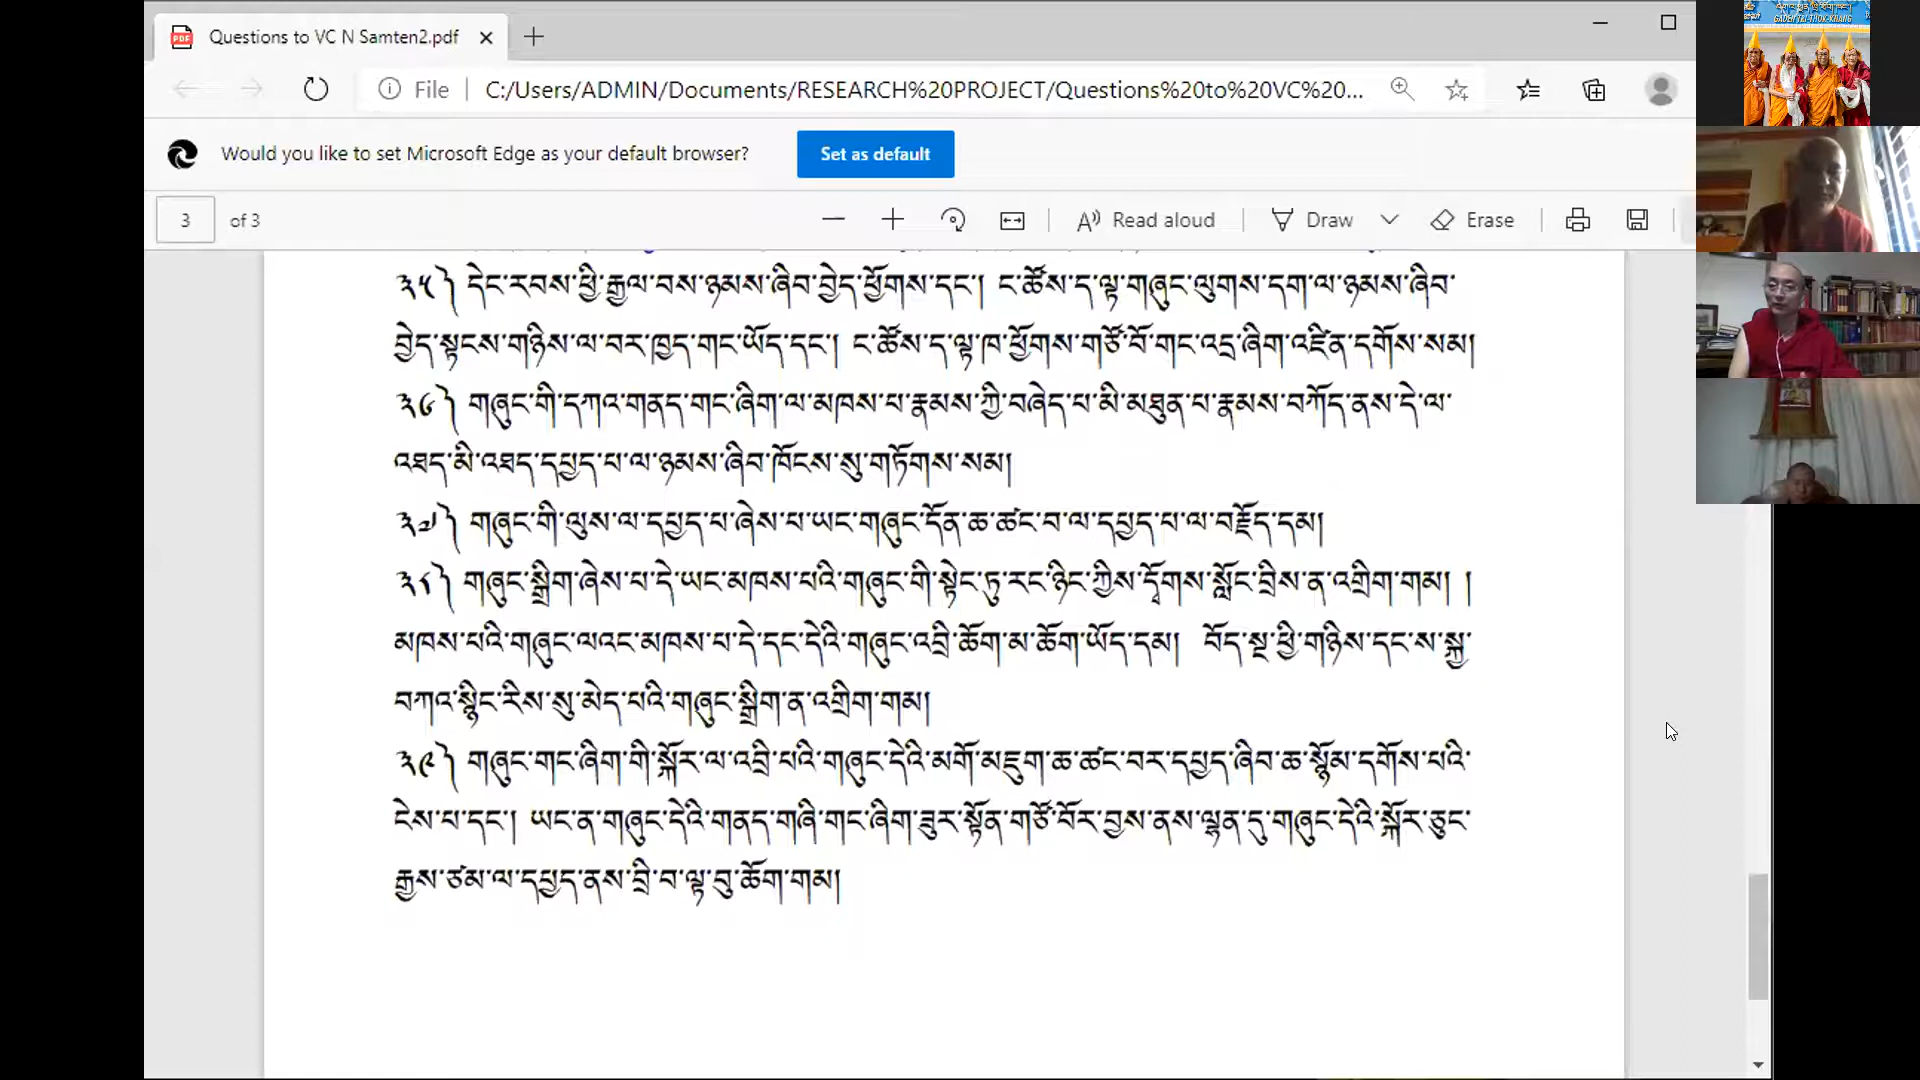 Questions to VC N Samten2.pdf
File
C:/Users/ADMIN/Documents/RESEARCH%20PROJECT/Questions%20to%20VC%20...
Would you like to set Microsoft Edge as your default browser?
Set as default
3 of 3
Read aloud
Draw
Erase
༣༥༽ དེང་རབས་ཕྱི་རྒྱལ་བས་ཉམས་ཞིབ་བྱེད་ཕྱོགས་དང་། ང་ཚོས་ད་ལྟ་གཞུང་ལུགས་དག་ལ་ཉམས་ཞིབ་
བྱེད་སྟངས་གཉིས་ལ་བར་ཁྱད་གང་ཡོད་དང་། ང་ཚོས་ད་ལྟ་ཁ་ཕྱོགས་གཙོ་བོ་གང་འདྲ་ཞིག་འཛིན་དགོས་སམ།
༣༦༽ གཞུང་གི་དཀའ་གནད་གང་ཞིག་ལ་མཁས་པ་རྣམས་ཀྱི་བཞེད་པ་མི་མཐུན་པ་རྣམས་བཀོད་ནས་དེ་ལ་
འཐད་མི་འཐད་དཔྱད་པ་ལ་ཉམས་ཞིབ་ཁོངས་སུ་གཏོགས་སམ།
༣༧༽ གཞུང་གི་ལུས་ལ་དཔྱད་པ་ཞེས་པ་ཡང་གཞུང་དོན་ཆ་ཚང་བ་ལ་དཔྱད་པ་ལ་བརྗོད་དམ།
༣༨༽ གཞུང་སྒྲིག་ཞེས་པ་དེ་ཡང་མཁས་པའི་གཞུང་གི་སྟེང་ཏུ་རང་ཉིད་ཀྱིས་དྭོགས་སློང་བྲིས་ན་འགྲིག་གམ། །
མཁས་པའི་གཞུང་ལའང་མཁས་པ་དེ་དང་དེའི་གཞུང་འབྲི་ཆོག་མ་ཆོག་ཡོད་དམ། བོད་སྔ་ཕྱི་གཉིས་དང་ས་སྐྱ་
བཀའ་སྙིང་རིས་སུ་མེད་པའི་གཞུང་སྒྲིག་ན་འགྲིག་གམ།
༣༩༽ གཞུང་གང་ཞིག་གི་སྐོར་ལ་འབྲི་པའི་གཞུང་དེའི་མགོ་མཇུག་ཆ་ཚང་བར་དཔྱད་ཞིབ་ཆ་སྙོམ་དགོས་པའི་
ངེས་པ་དང་། ཡང་ན་གཞུང་དེའི་གནད་གཞི་གང་ཞིག་ཟུར་སྟོན་གཙོ་བོར་བྱས་ནས་ལྷན་དུ་གཞུང་དེའི་སྐོར་ཅུང་
རྒྱས་ཙམ་ལ་དཔྱད་ནས་བྲི་བ་ལྟ་བུ་ཆོག་གམ།